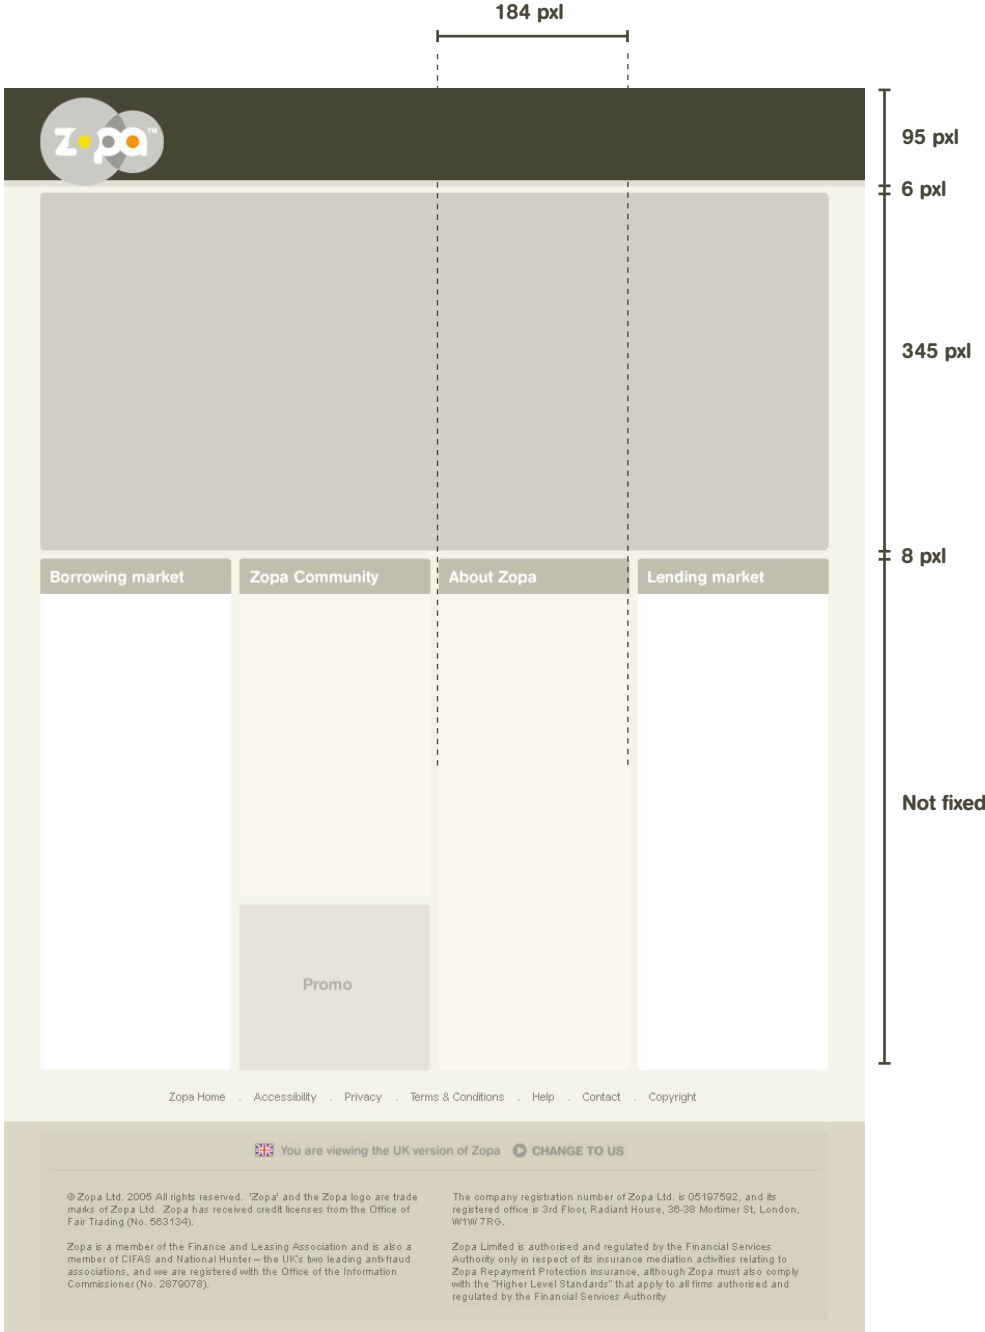 184 pxl
zopa™
95 pxl
6 pxl
345 pxl
8 pxl
Borrowing market
Zopa Community
About Zopa
Lending market
Not fixed
Promo
Zopa Home . Accessibility . Privacy . Terms & Conditions . Help . Contact . Copyright
You are viewing the UK version of Zopa CHANGE TO US
© Zopa Ltd. 2005 All rights reserved. 'Zopa' and the Zopa logo are trade
marks of Zopa Ltd. Zopa has received credit licenses from the Office of
Fair Trading (No. 563134).
Zopa is a member of the Finance and Leasing Association and is also a
member of CIFAS and National Hunter – the UK's two leading anti-fraud
associations, and we are registered with the Office of the Information
Commissioner (No. 2879078).
The company registration number of Zopa Ltd. is 05197592, and its
registered office is 3rd Floor, Radiant House, 36-38 Mortimer St, London,
W1W 7RG.
Zopa Limited is authorised and regulated by the Financial Services
Authority only in respect of its insurance mediation activities relating to
Zopa Repayment Protection insurance, although Zopa must also comply
with the "Higher Level Standards" that apply to all firms authorised and
regulated by the Financial Services Authority